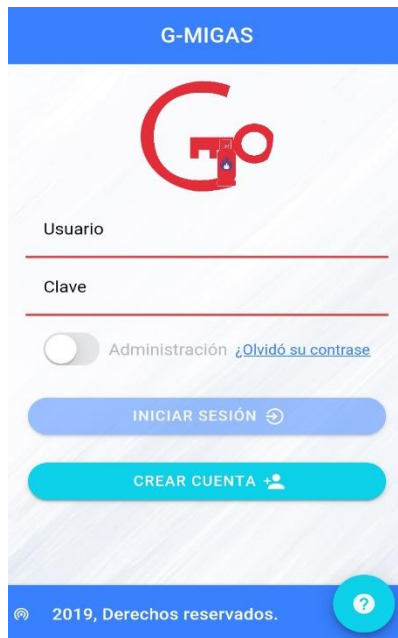 G-MIGAS
Usuario
Clave
Administración ¿Olvidó su contrase
INICIAR SESIÓN
CREAR CUENTA
2019, Derechos reservados.
?